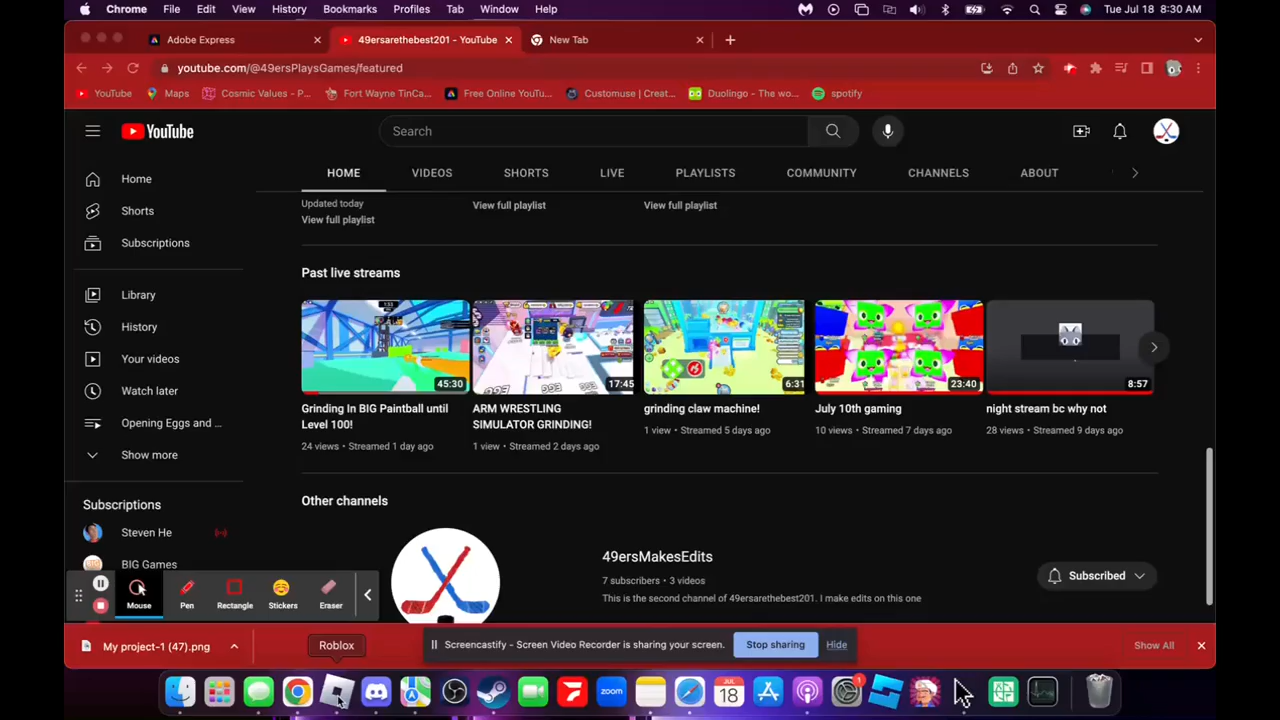 Chrome File Edit View History Bookmarks Profiles Tab Window Help Tue Jul 18 8:30 AM
Adobe Express 49ersarethebest201 - YouTube New Tab
youtube.com/@49ersPlaysGames/featured
YouTube Maps Cosmic Values - P... Fort Wayne TinCa... Free Online YouTu... Customuse | Creat... Duolingo - The wo... spotify
YouTube Search
HOME VIDEOS SHORTS LIVE PLAYLISTS COMMUNITY CHANNELS ABOUT
Home
Shorts
Subscriptions
Library
History
Your videos
Watch later
Opening Eggs and ...
Show more
Subscriptions
Steven He
BIG Games
Updated today
View full playlist
View full playlist
View full playlist
Past live streams
45:30
Grinding In BIG Paintball until
Level 100!
24 views • Streamed 1 day ago
17:45
ARM WRESTLING
SIMULATOR GRINDING!
1 view • Streamed 2 days ago
6:31
grinding claw machine!
1 view • Streamed 5 days ago
23:40
July 10th gaming
10 views • Streamed 7 days ago
8:57
night stream bc why not
28 views • Streamed 9 days ago
Other channels
49ersMakesEdits
7 subscribers • 3 videos
This is the second channel of 49ersarethebest201. I make edits on this one
Subscribed
Mouse Pen Rectangle Stickers Eraser
My project-1 (47).png
Roblox
Screencastify - Screen Video Recorder is sharing your screen. Stop sharing Hide
Show All
zoom
JUL
18
1